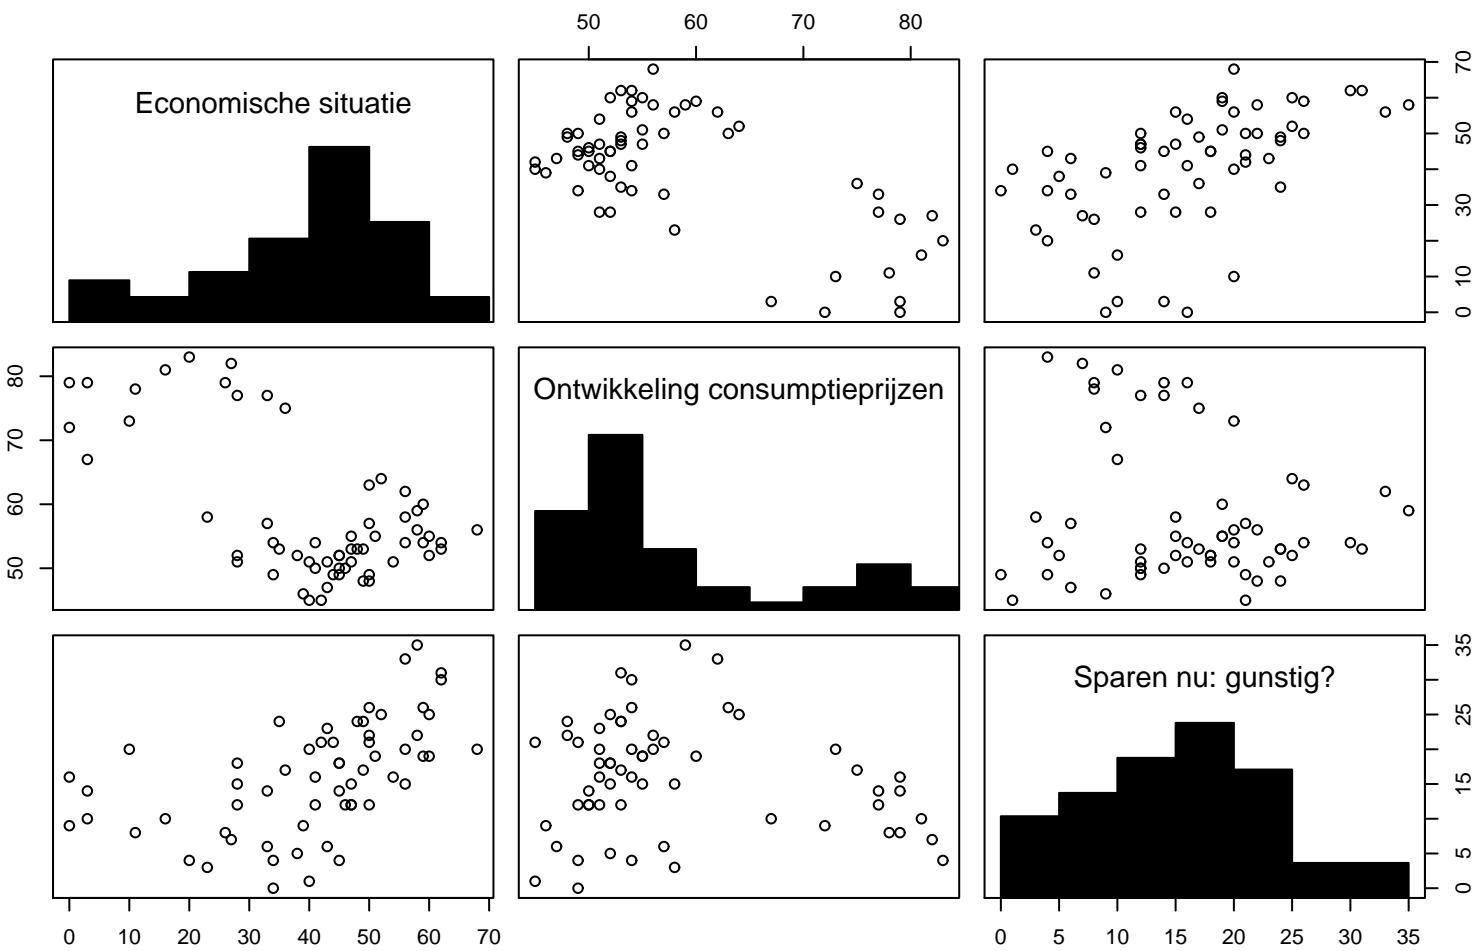 50 60 70 80
Economische situatie
0 10 30 50 70
50 60 70 80
Ontwikkeling consumptieprijzen
Sparen nu: gunstig?
0 5 15 25 35
0 10 20 30 40 50 60 70
0 5 10 15 20 25 30 35